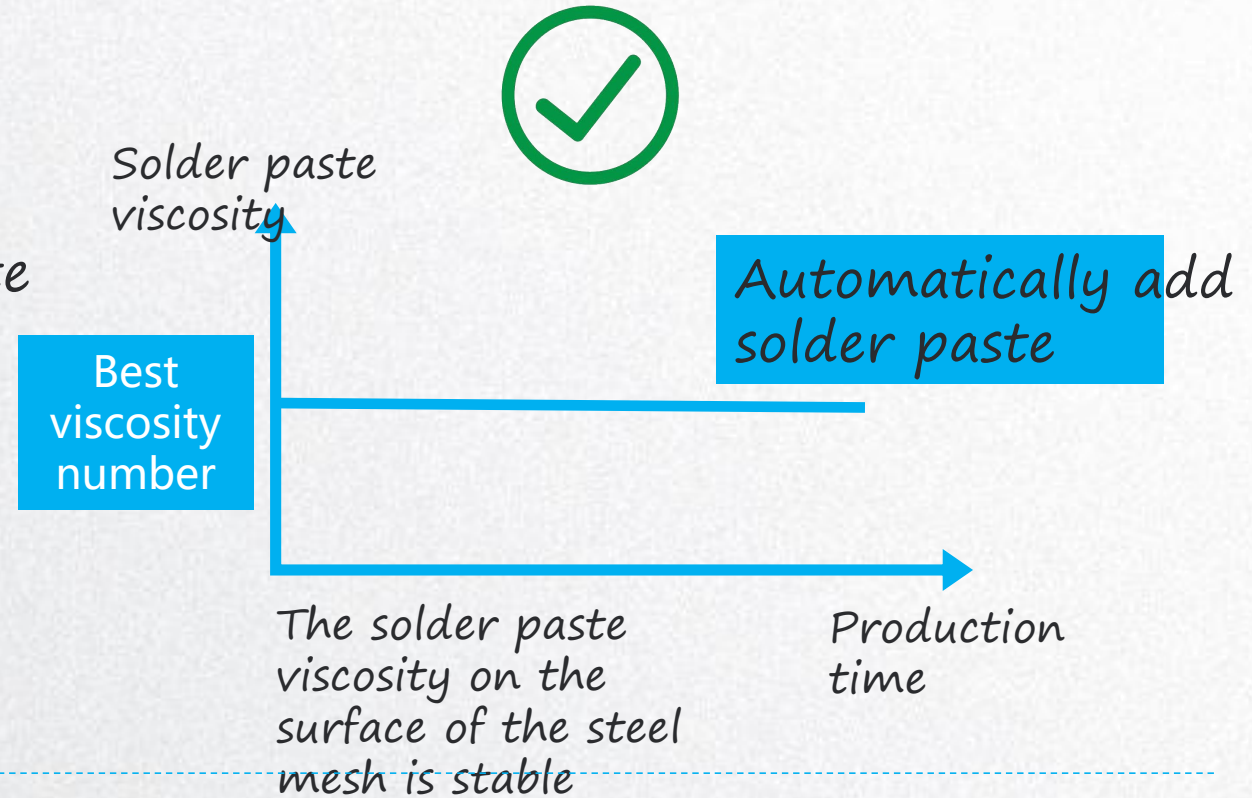 Solder paste
viscosity
Automatically add
solder paste
Best
viscosity
number
The solder paste
viscosity on the
surface of the steel
mesh is stable
Production
time